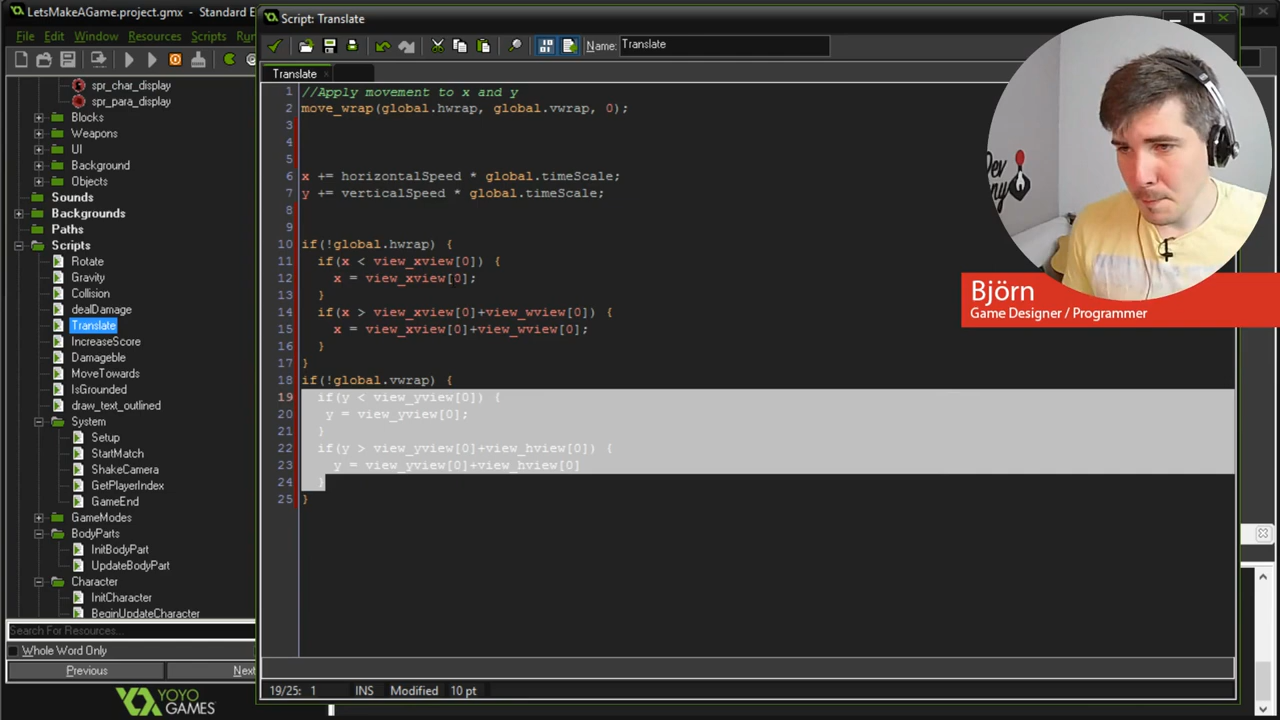 LetsMakeAGame.project.gmx - Standard E
File Edit Window Resources Scripts Ru
spr_char_display
spr_para_display
Blocks
Weapons
UI
Background
Objects
Sounds
Backgrounds
Paths
Scripts
Rotate
Gravity
Collision
dealDamage
Translate
IncreaseScore
Damageble
MoveTowards
IsGrounded
draw_text_outlined
System
Setup
StartMatch
ShakeCamera
GetPlayerIndex
GameEnd
GameModes
BodyParts
InitBodyPart
UpdateBodyPart
Character
InitCharacter
BeginUpdateCharacter
Search For Resources...
Whole Word Only
Previous Next
YOYO
GAMES
Script: Translate
Name: Translate
Translate
1 //Apply movement to x and y
2 move_wrap(global.hwrap, global.vwrap, 0);
3
4
5
6 x += horizontalSpeed * global.timeScale;
7 y += verticalSpeed * global.timeScale;
8
9
10 if(!global.hwrap) {
11 if(x < view_xview[0]) {
12 x = view_xview[0];
13 }
14 if(x > view_xview[0]+view_wview[0]) {
15 x = view_xview[0]+view_wview[0];
16 }
17 }
18 if(!global.vwrap) {
19 if(y < view_yview[0]) {
20 y = view_yview[0];
21 }
22 if(y > view_yview[0]+view_hview[0]) {
23 y = view_yview[0]+view_hview[0]
24 }
25 }
19/25: 1 INS Modified 10 pt
Björn
Game Designer / Programmer